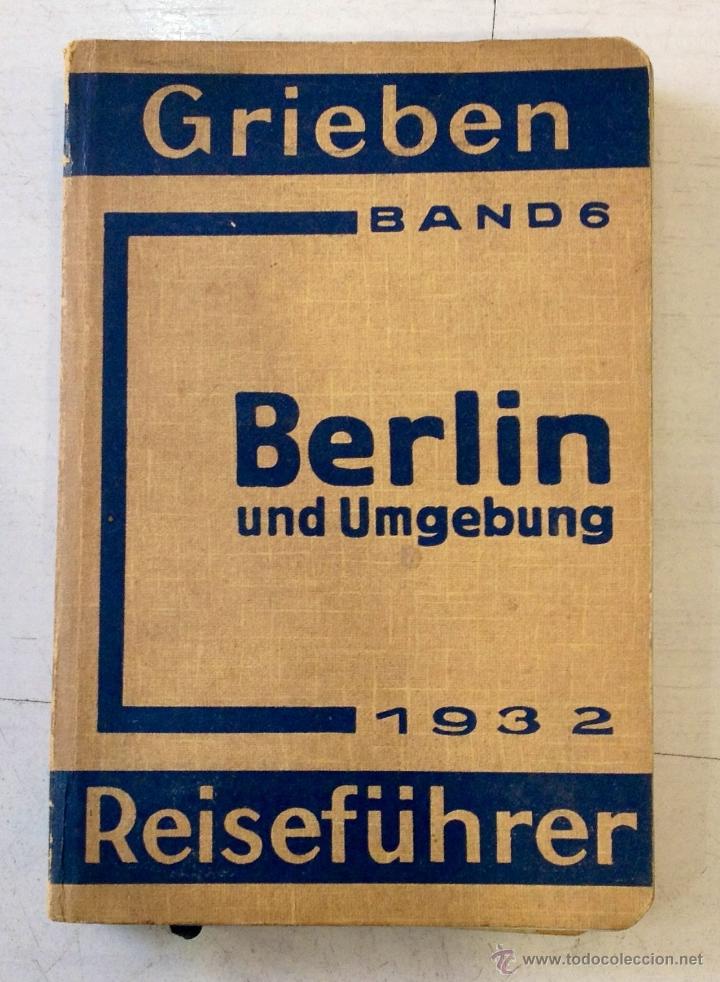 Grieben
BAND 6
Berlin
und Umgebung
1932
Reiseführer
© www.todocoleccion.net